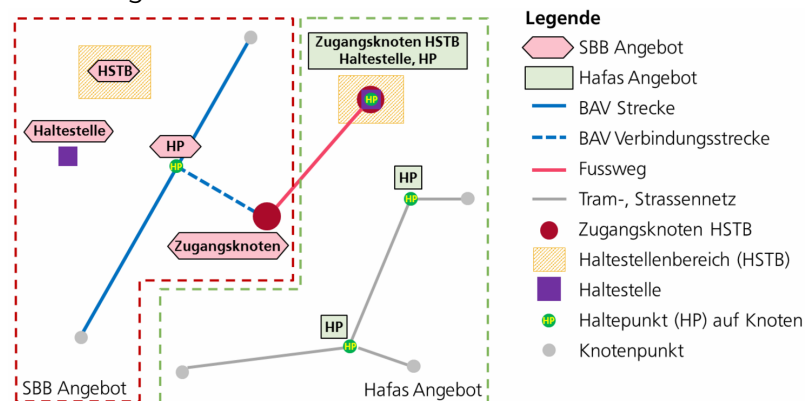 HSTB
Haltestelle
HP
HP
Zugangsknoten
SBB Angebot
Zugangsknoten HSTB
Haltestelle, HP
HP
HP
HP
HP
HP
Hafas Angebot
Legende
SBB Angebot
Hafas Angebot
BAV Strecke
BAV Verbindungsstrecke
Fussweg
Tram-, Strassennetz
Zugangsknoten HSTB
Haltestellenbereich (HSTB)
Haltestelle
HP
Haltepunkt (HP) auf Knoten
Knotenpunkt